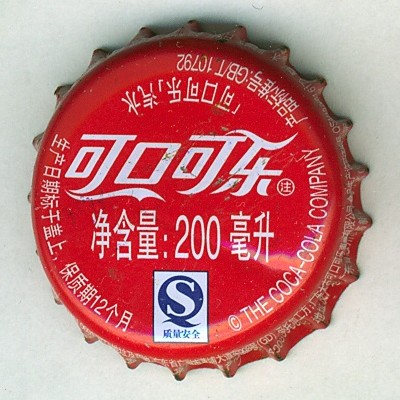 「可口可乐」汽水
产品标准号:GB/T 10792
可口可乐
注
净含量: 200 毫升
生产日期标于盖上, 保质期12个月
© THE COCA-COLA COMPANY
S
质量安全